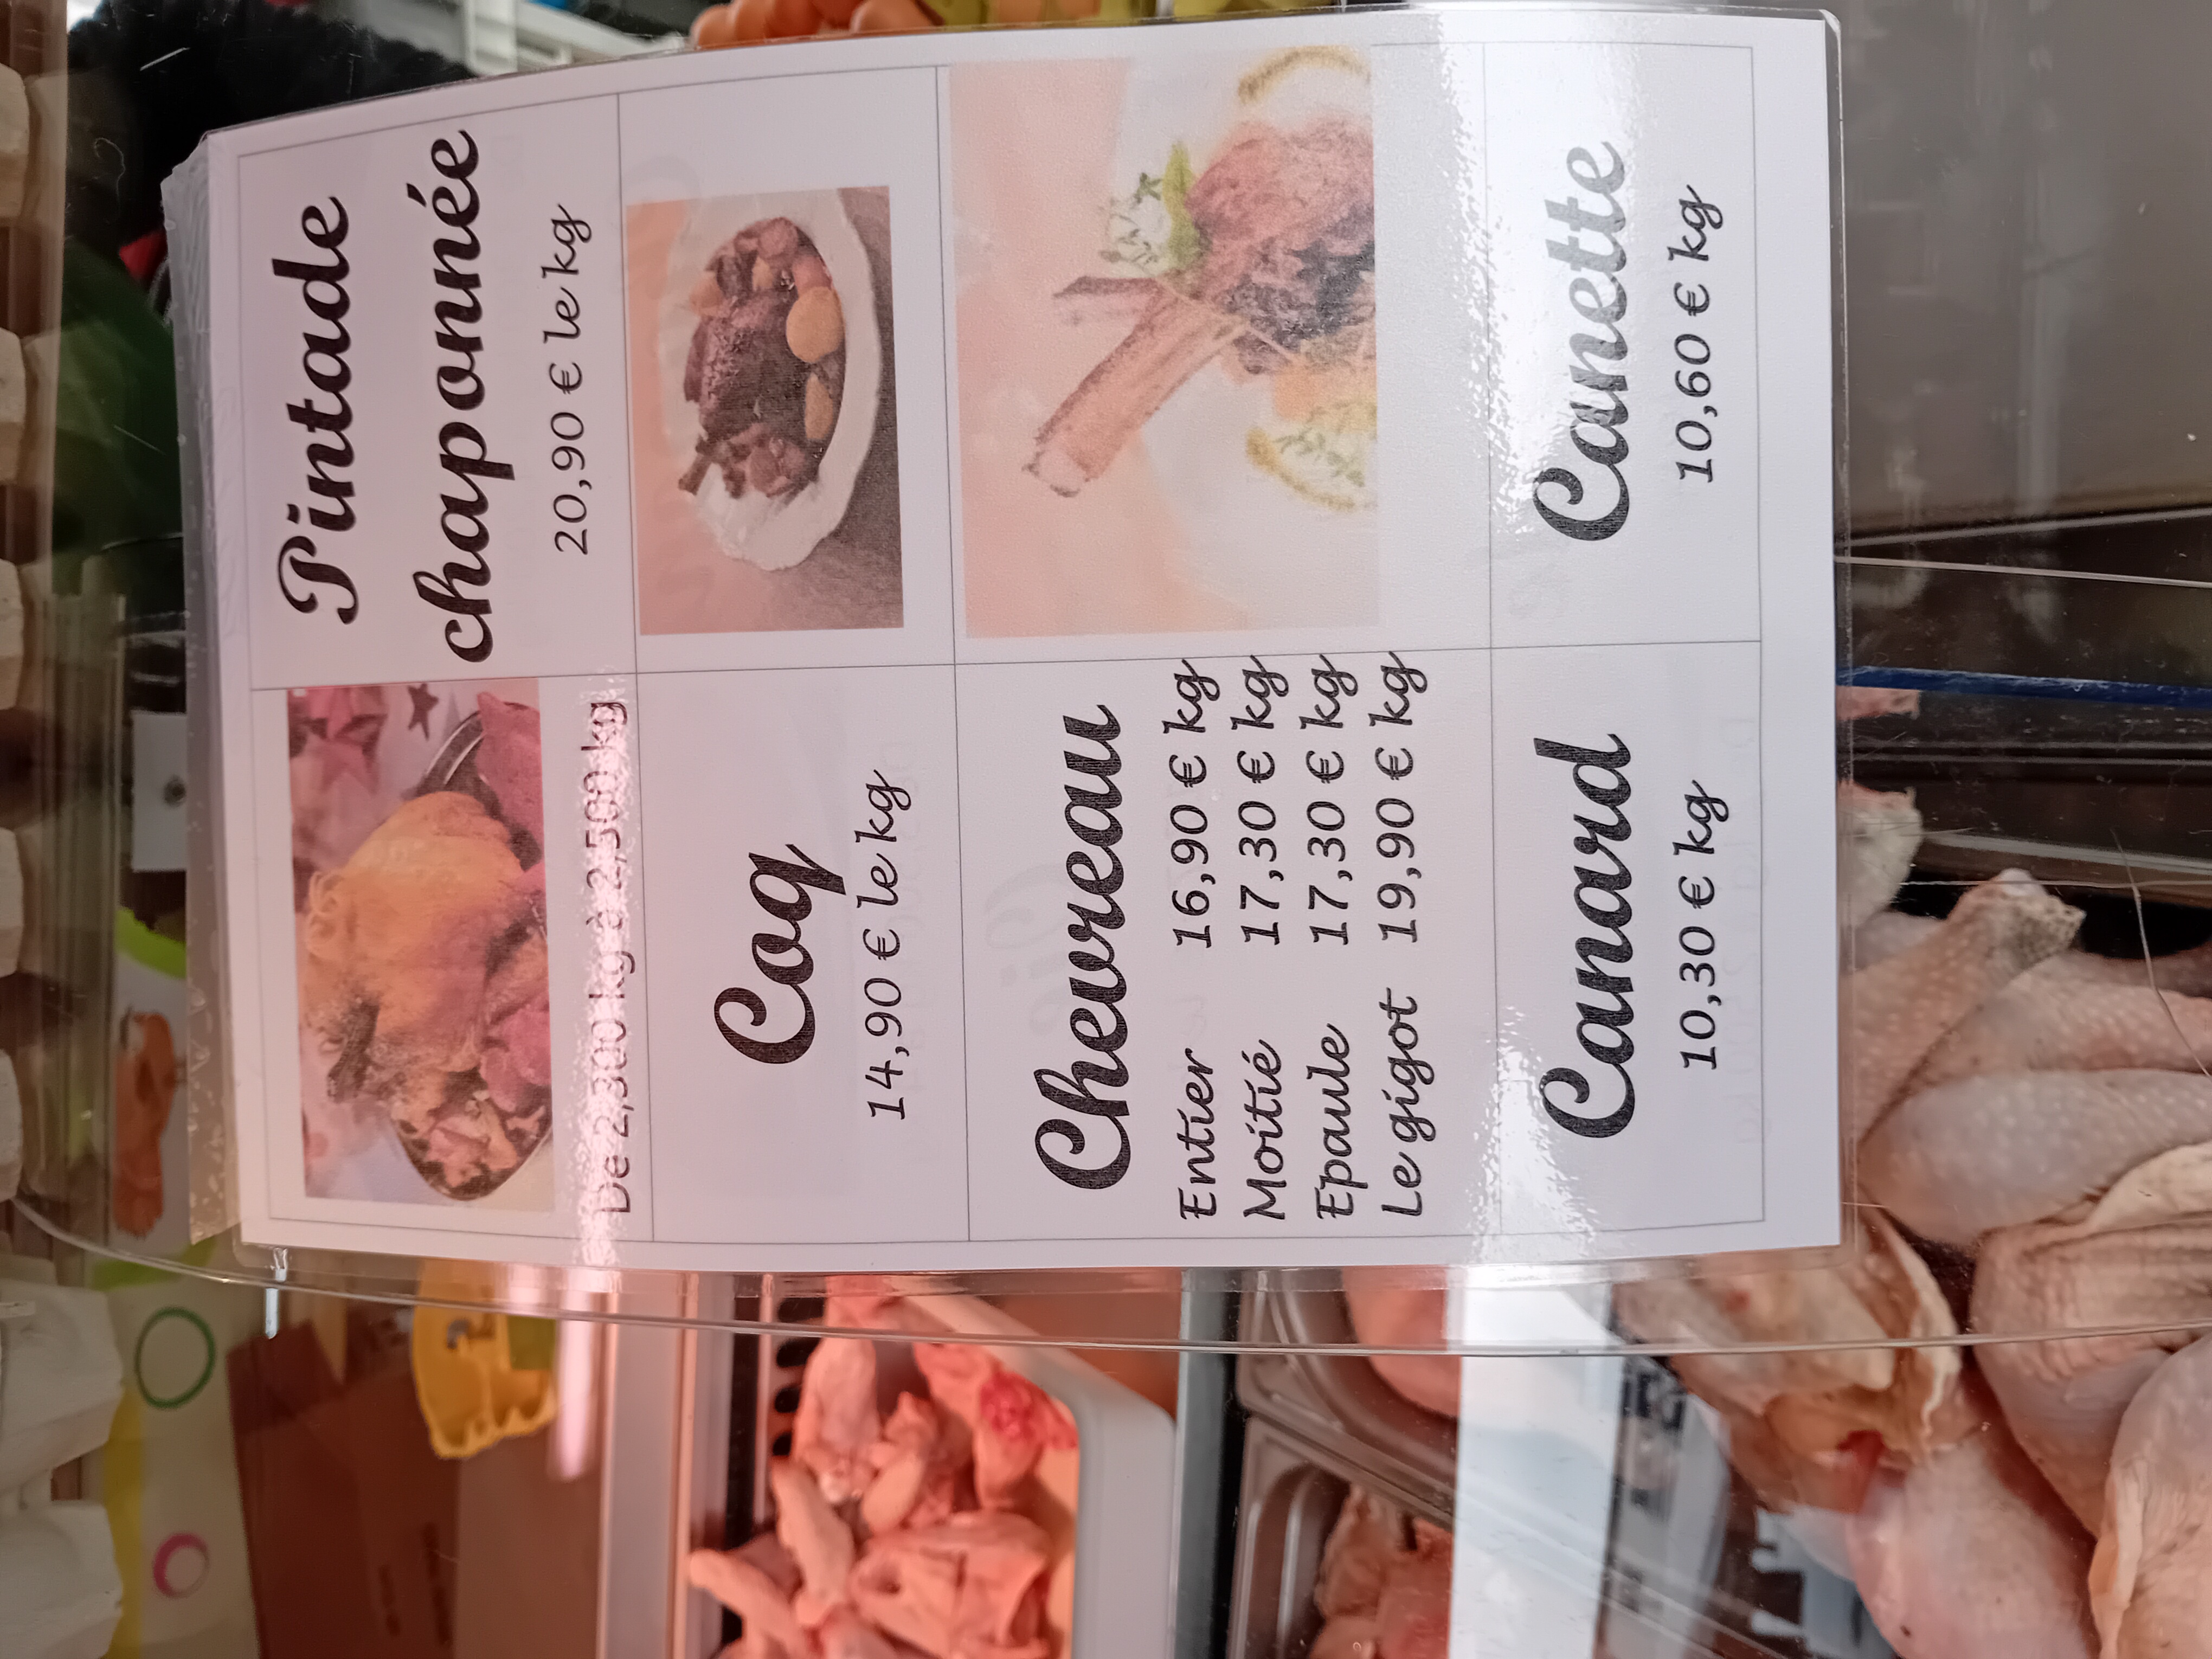 Pintade
chaponnée
20,90 € le kg
De 2,300 kg à 2,500 kg
Coq
14,90 € le kg
Chevreau
Entier 16,90 € kg
Moitié 17,30 € kg
Epaule 17,30 € kg
Le gigot 19,90 € kg
Canard
10,30 € kg
Canette
10,60 € kg